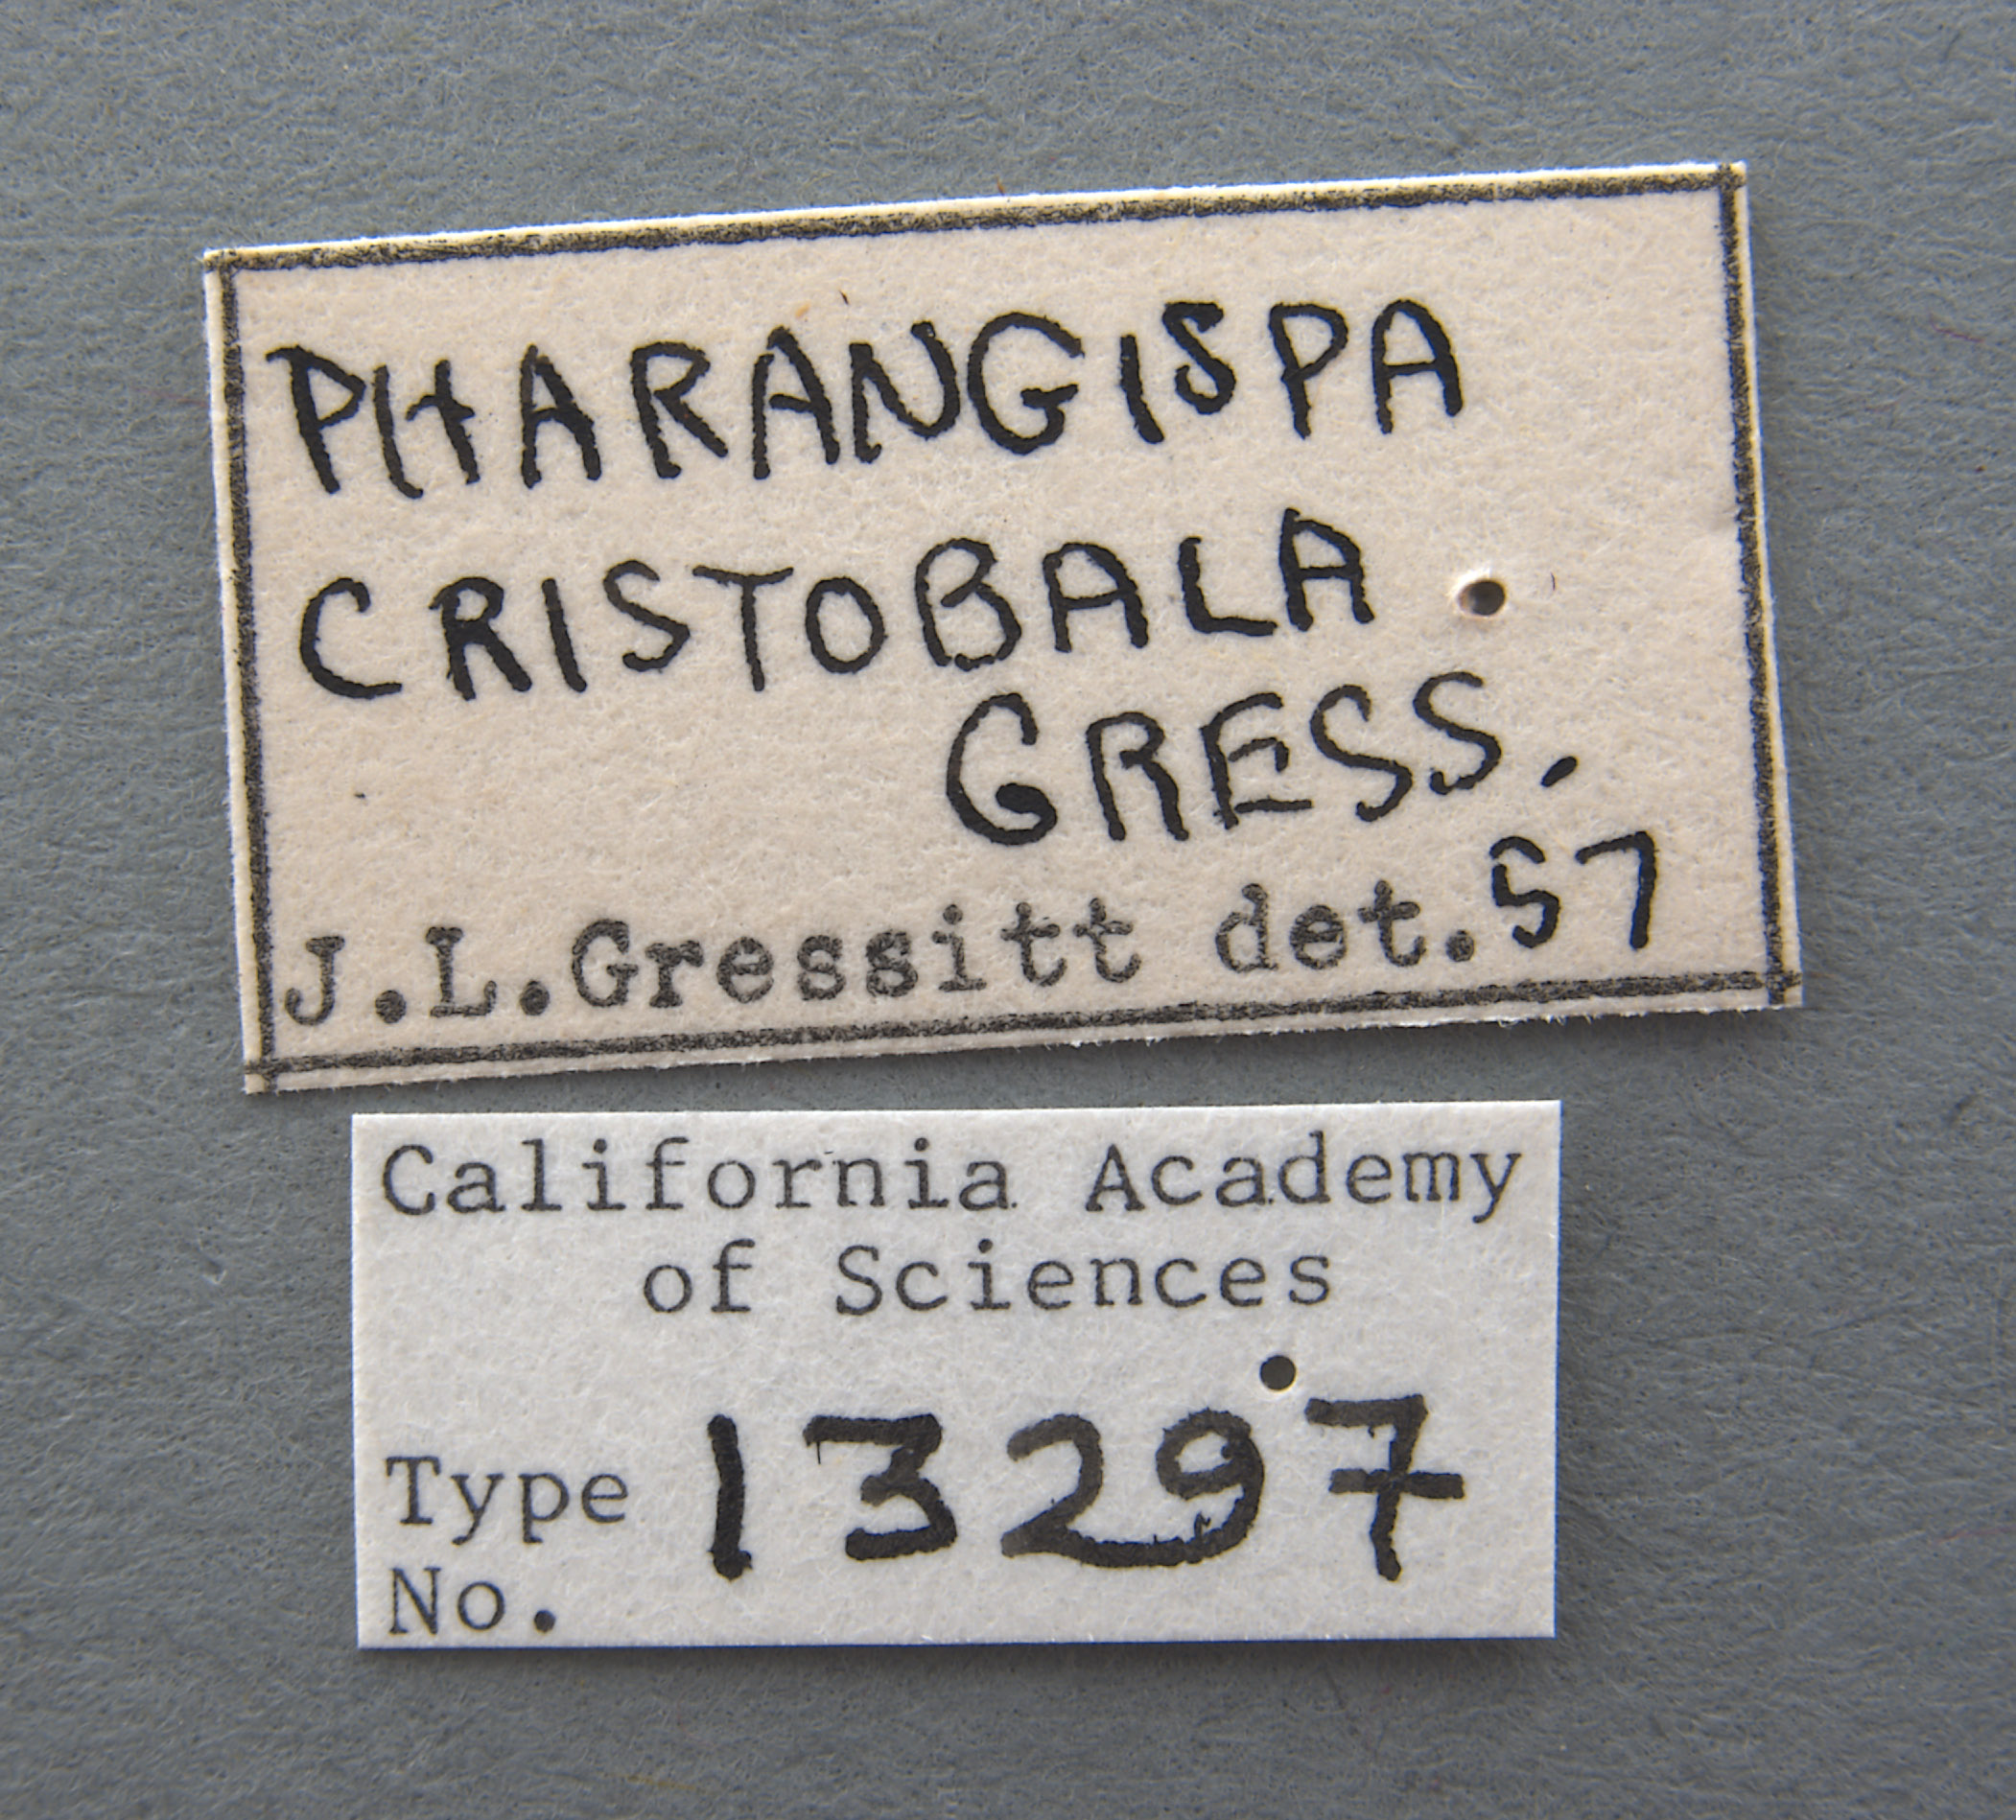 PHARANGISPA
CRISTOBALA
GRESS.
J.L.Gressitt det.57
California Academy
of Sciences
Type 13297
No.